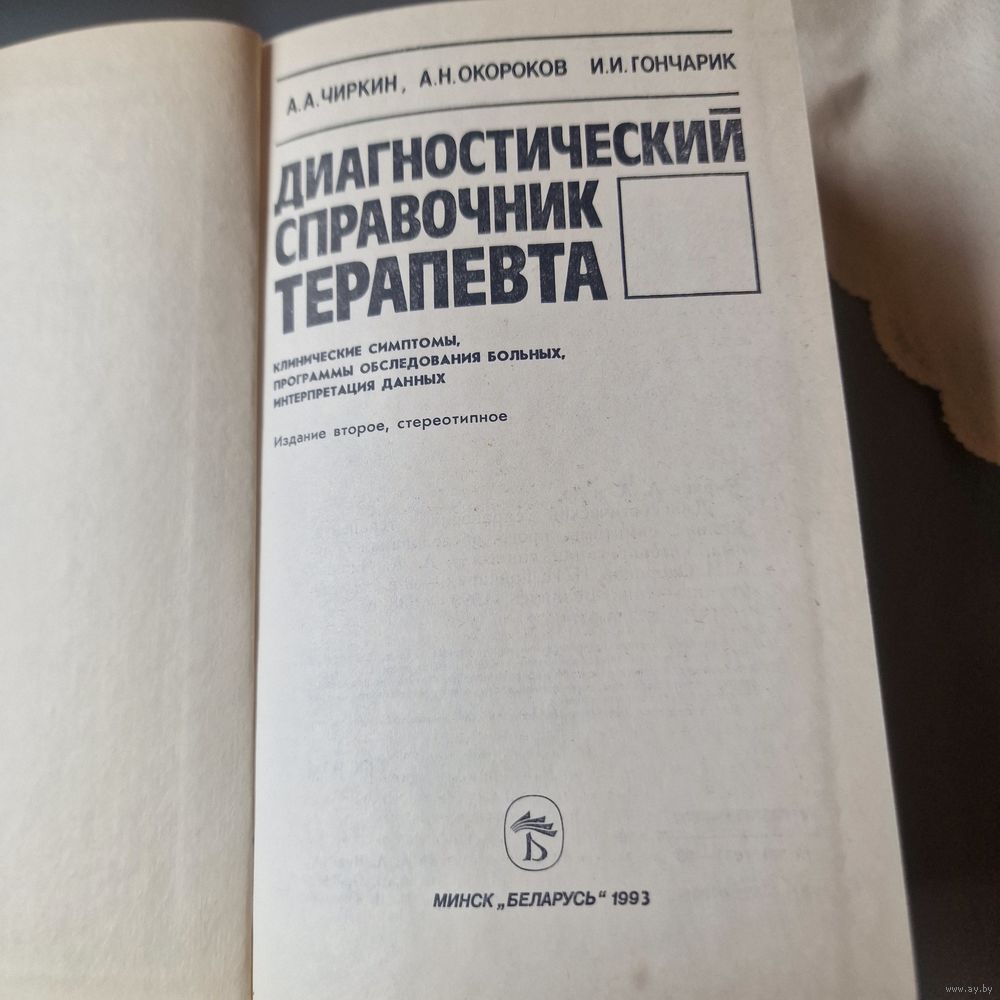 А.А.ЧИРКИН, А.Н.ОКОРОКОВ И.И.ГОНЧАРИК
ДИАГНОСТИЧЕСКИЙ
СПРАВОЧНИК
ТЕРАПЕВТА
КЛИНИЧЕСКИЕ СИМПТОМЫ,
ПРОГРАММЫ ОБСЛЕДОВАНИЯ БОЛЬНЫХ,
ИНТЕРПРЕТАЦИЯ ДАННЫХ
Издание второе, стереотипное
Б
МИНСК „БЕЛАРУСЬ“ 1993
www.ay.by